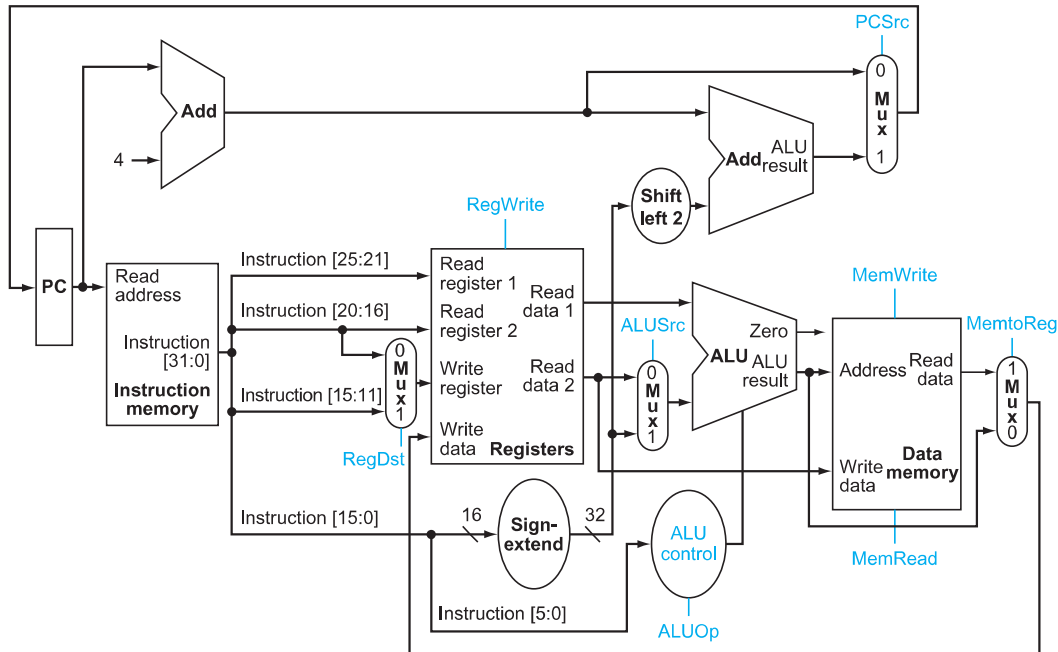 PCSrc
0
Mux
1
Add
4
Add
ALU
result
Shift
left 2
RegWrite
PC
Read
address
Instruction
[31:0]
Instruction
memory
Instruction [25:21]
Instruction [20:16]
Instruction [15:11]
0
Mux
1
RegDst
Read
register 1
Read
register 2
Write
register
Write
data
Read
data 1
Read
data 2
Registers
ALUSrc
0
Mux
1
Zero
ALU
ALU
result
MemWrite
Address
Read
data
Write
data
Data
memory
MemRead
MemtoReg
1
Mux
0
Instruction [15:0]
16
Sign-
extend
32
ALU
control
Instruction [5:0]
ALUOp